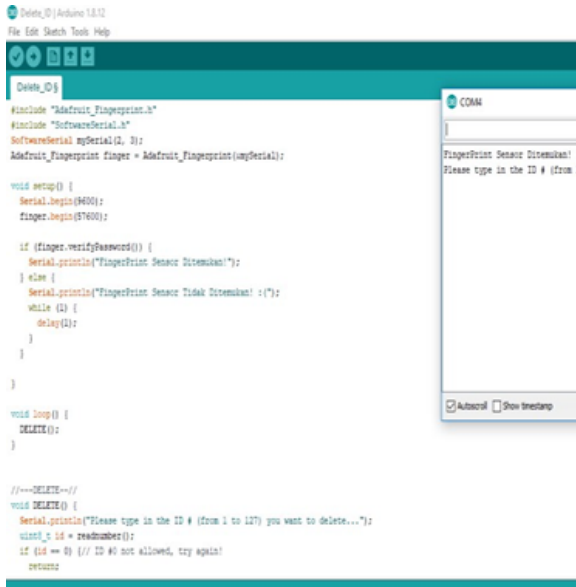 Delete_ID | Arduino 1.8.12
File Edit Sketch Tools Help
Delete_ID §
#include "Adafruit_Fingerprint.h"
#include "SoftwareSerial.h"
SoftwareSerial mySerial(2, 3);
Adafruit_Fingerprint finger = Adafruit_Fingerprint(&mySerial);
void setup() {
Serial.begin(9600);
finger.begin(57600);
if (finger.verifyPassword()) {
Serial.println("FingerPrint Sensor Ditemukan!");
} else {
Serial.println("FingerPrint Sensor Tidak Ditemukan! :(");
while (1) {
delay(1);
}
}
}
void loop() {
DELETE();
}
//---DELETE--//
void DELETE() {
Serial.println("Please type in the ID # (from 1 to 127) you want to delete...");
uint8_t id = readnumber();
if (id == 0) {// ID #0 not allowed, try again!
return;
COM4
FingerPrint Sensor Ditemukan!
Please type in the ID # (from
Autoscroll Show timestamp